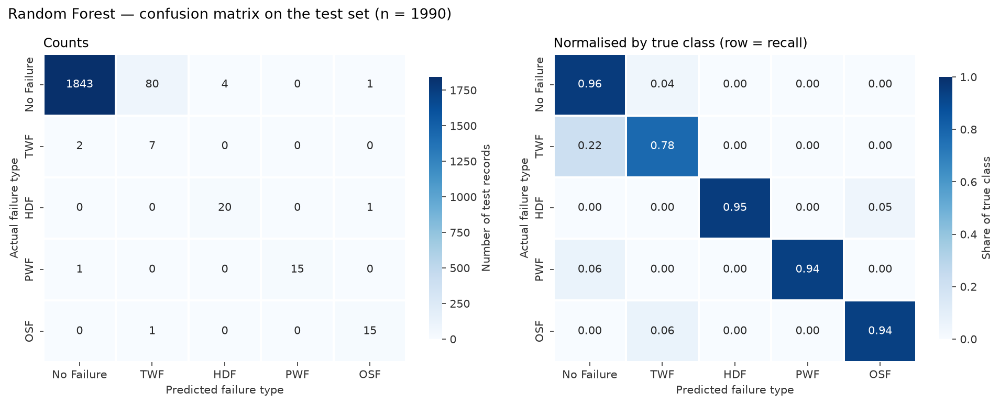 Random Forest — confusion matrix on the test set (n = 1990)
Counts
No Failure
TWF
HDF
PWF
OSF
Actual failure type
1843 80 4 0 1
2 7 0 0 0
0 0 20 0 1
1 0 0 15 0
0 1 0 0 15
No Failure TWF HDF PWF OSF
Predicted failure type
1750
1500
1250
1000
750
500
250
0
Number of test records
Normalised by true class (row = recall)
No Failure
TWF
HDF
PWF
OSF
Actual failure type
0.96 0.04 0.00 0.00 0.00
0.22 0.78 0.00 0.00 0.00
0.00 0.00 0.95 0.00 0.05
0.06 0.00 0.00 0.94 0.00
0.00 0.06 0.00 0.00 0.94
No Failure TWF HDF PWF OSF
Predicted failure type
1.0
0.8
0.6
0.4
0.2
0.0
Share of true class